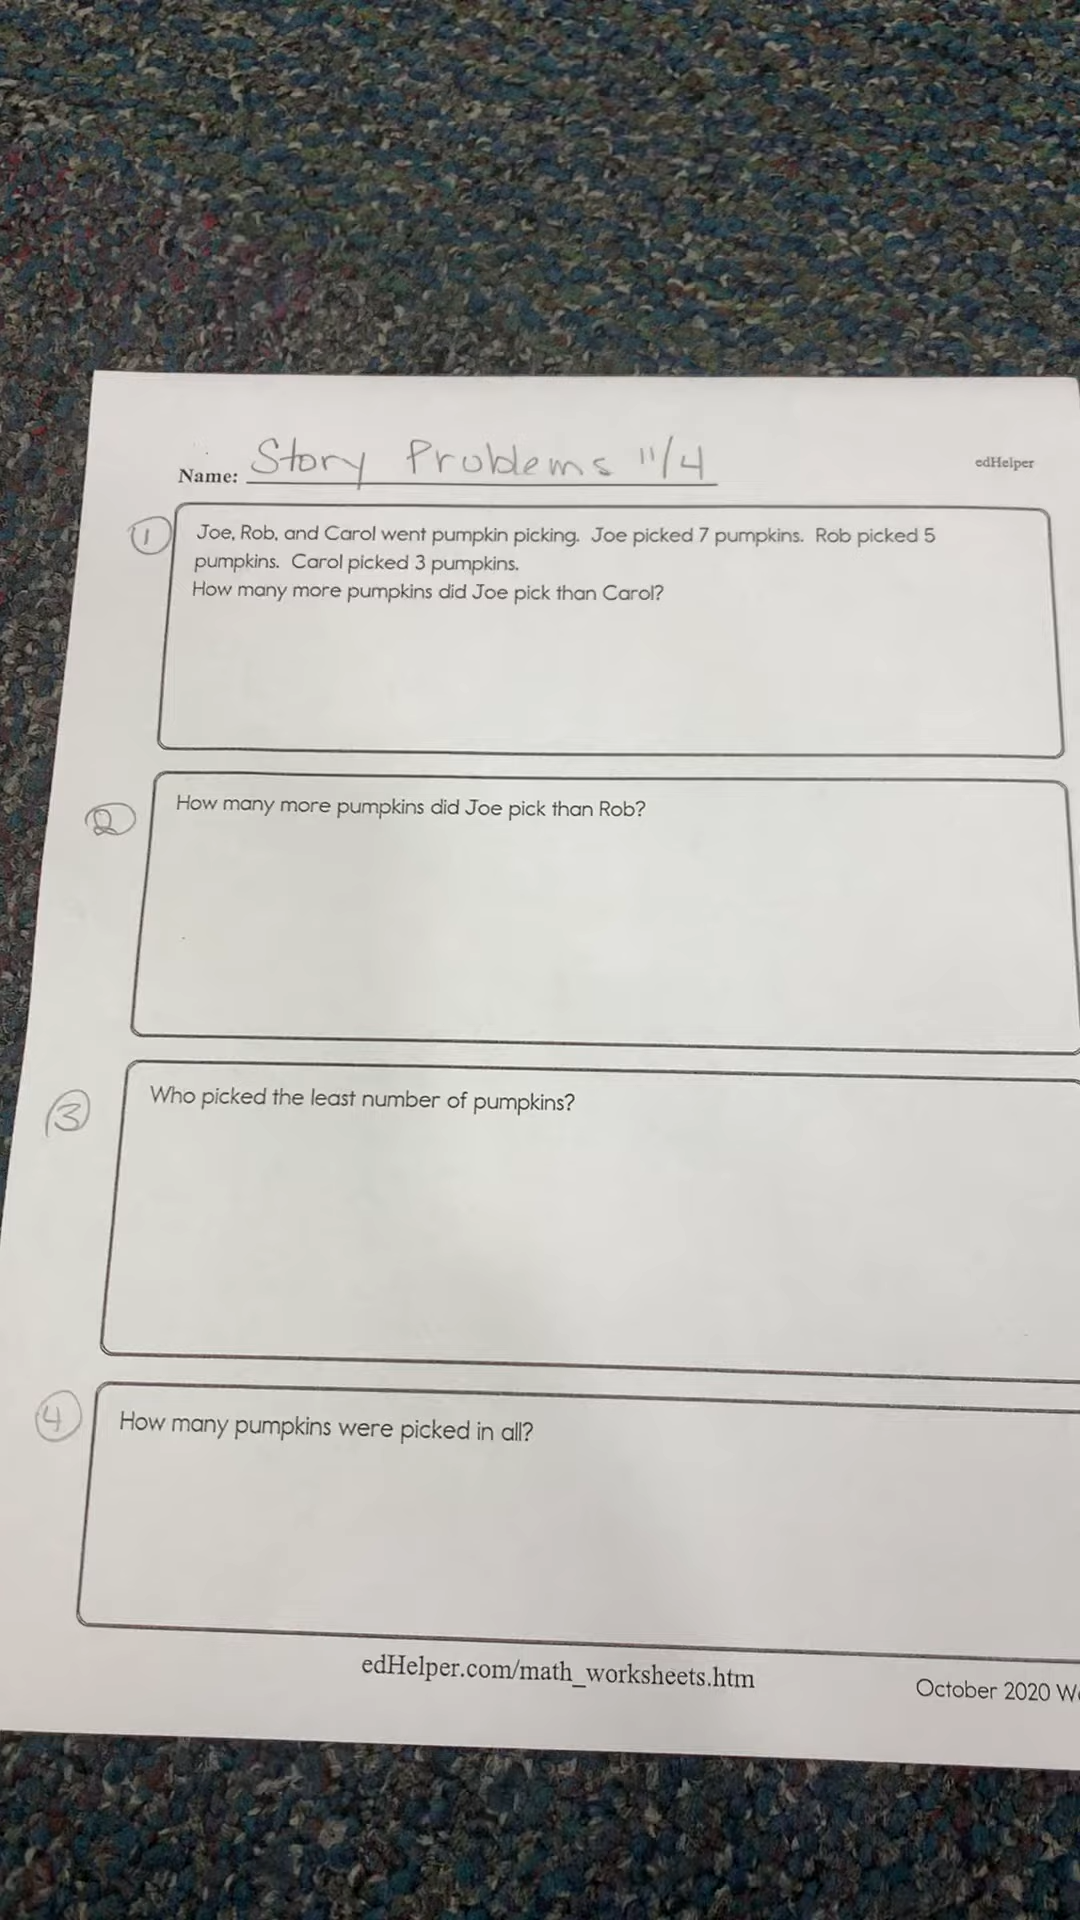 Name: Story Problems 11/4
edHelper
1
Joe, Rob, and Carol went pumpkin picking. Joe picked 7 pumpkins. Rob picked 5
pumpkins. Carol picked 3 pumpkins.
How many more pumpkins did Joe pick than Carol?
2
How many more pumpkins did Joe pick than Rob?
3
Who picked the least number of pumpkins?
4
How many pumpkins were picked in all?
edHelper.com/math_worksheets.htm
October 2020